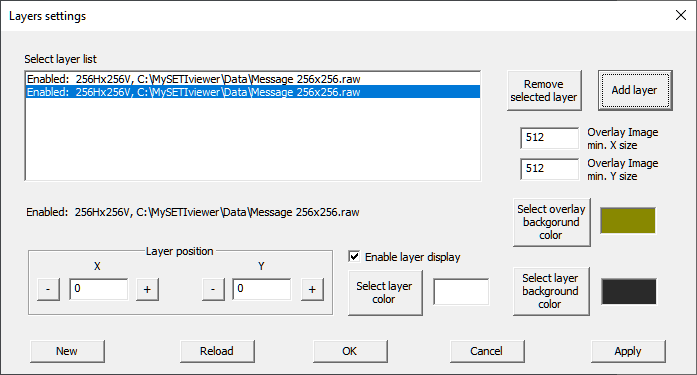 Layers settings
Select layer list
Enabled:  256Hx256V, C:\MySETIviewer\Data\Message 256x256.raw
Enabled:  256Hx256V, C:\MySETIviewer\Data\Message 256x256.raw
Remove
selected layer
Add layer
512
Overlay Image
min. X size
512
Overlay Image
min. Y size
Enabled:  256Hx256V, C:\MySETIviewer\Data\Message 256x256.raw
Select overlay
backgorund
color
Layer position
X
-
0
+
Y
-
0
+
Enable layer display
Select layer
color
Select layer
background
color
New
Reload
OK
Cancel
Apply